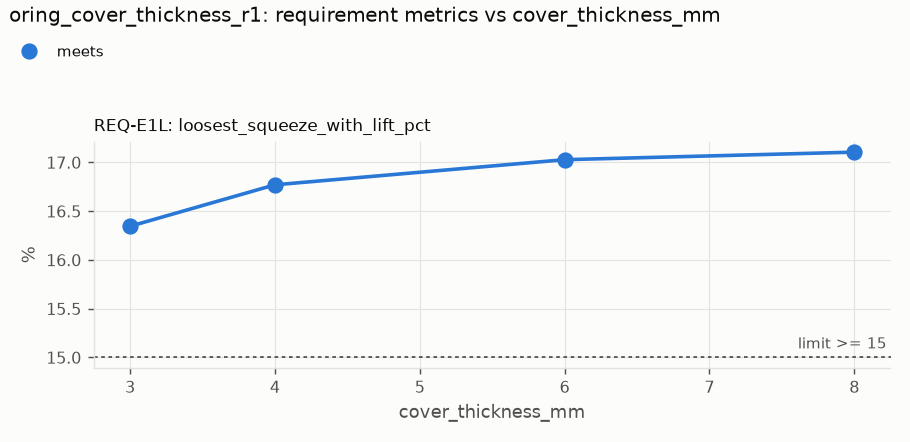 oring_cover_thickness_r1: requirement metrics vs cover_thickness_mm
meets
REQ-E1L: loosest_squeeze_with_lift_pct
17.0
16.5
16.0
15.5
15.0
%
limit >= 15
3 4 5 6 7 8
cover_thickness_mm